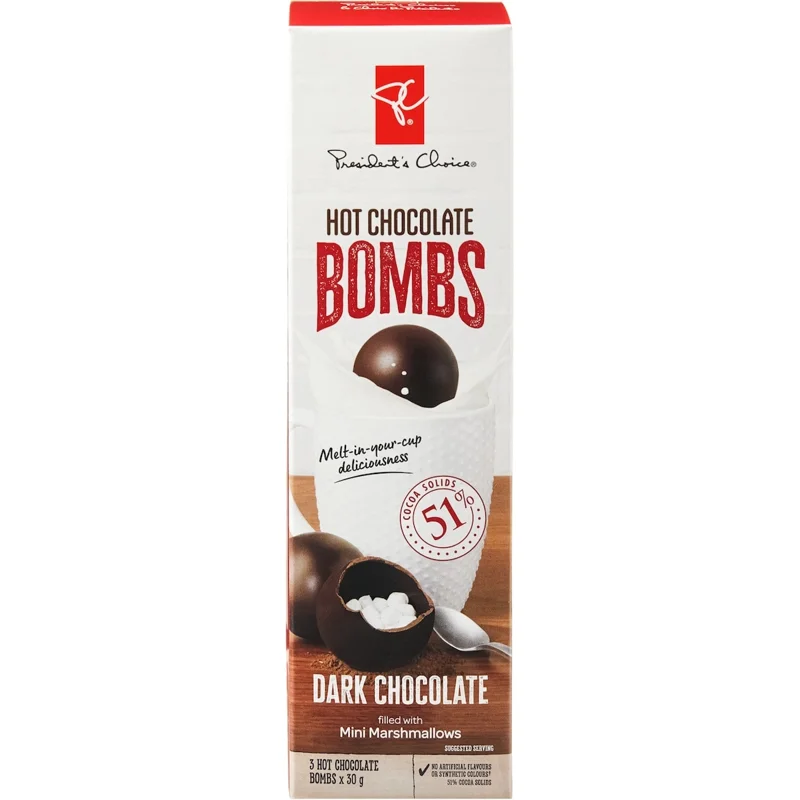 President's Choice®
HOT CHOCOLATE
BOMBS
Melt-in-your-cup
deliciousness
COCOA SOLIDS
51%
DARK CHOCOLATE
filled with
Mini Marshmallows
SUGGESTED SERVING
3 HOT CHOCOLATE
BOMBS x 30 g
✓ NO ARTIFICIAL FLAVOURS
OR SYNTHETIC COLOURS†
51% COCOA SOLIDS